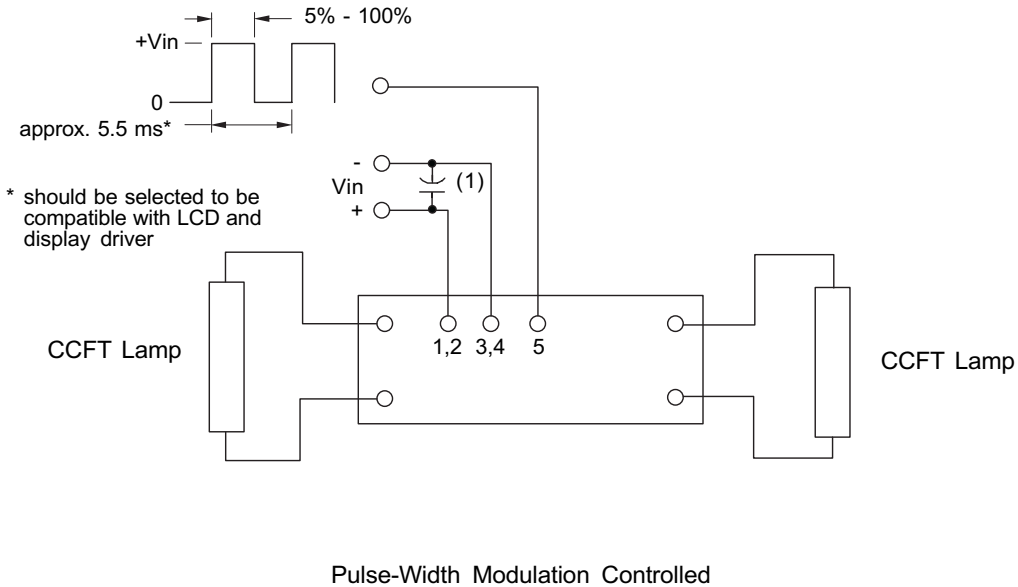 5% - 100%
+Vin
0
approx. 5.5 ms*
* should be selected to be
compatible with LCD and
display driver
-
Vin
+
(1)
CCFT Lamp
1,2 3,4 5
CCFT Lamp
Pulse-Width Modulation Controlled